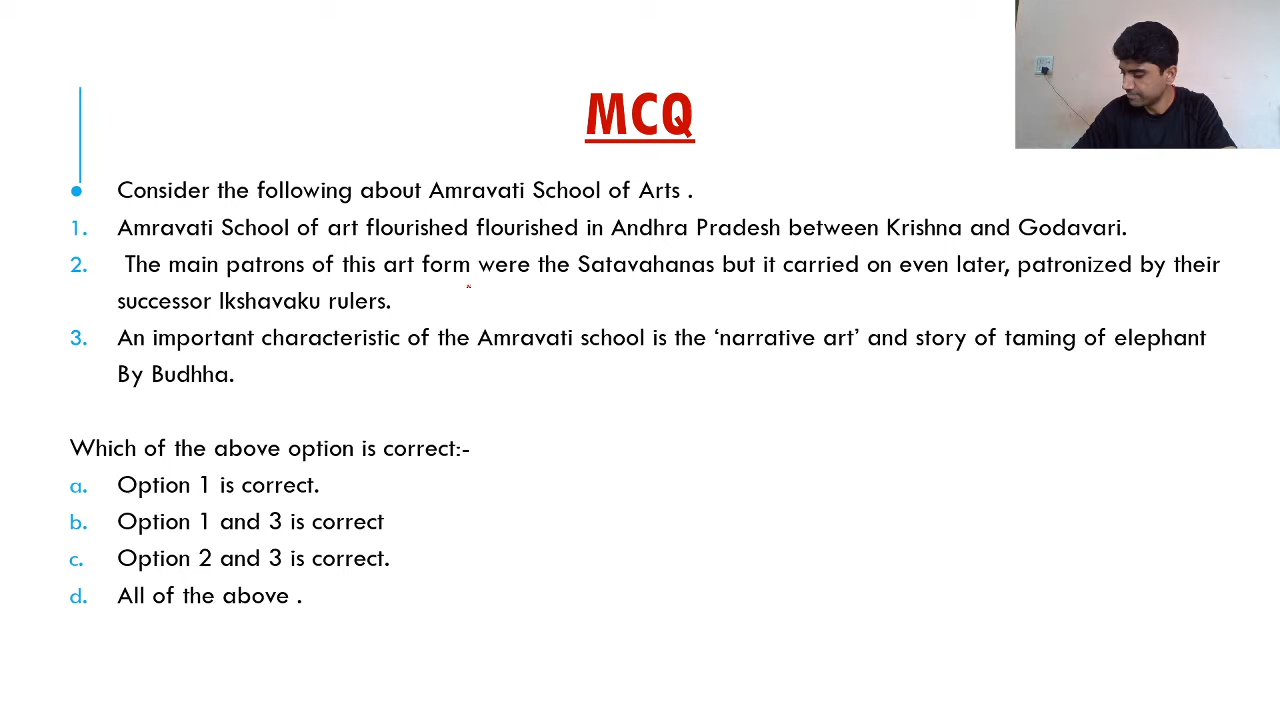 MCQ
• Consider the following about Amravati School of Arts .
1. Amravati School of art flourished flourished in Andhra Pradesh between Krishna and Godavari.
2. The main patrons of this art form were the Satavahanas but it carried on even later, patronized by their
successor Ikshavaku rulers.
3. An important characteristic of the Amravati school is the ‘narrative art’ and story of taming of elephant
By Budhha.
Which of the above option is correct:-
a. Option 1 is correct.
b. Option 1 and 3 is correct
c. Option 2 and 3 is correct.
d. All of the above .